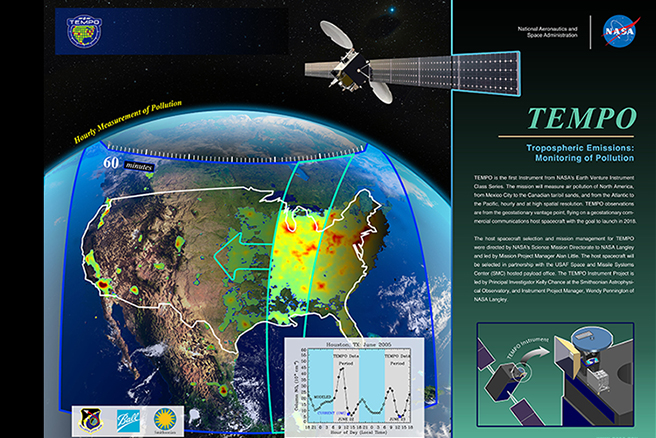 TEMPO
National Aeronautics and
Space Administration
NASA
TEMPO
Tropospheric Emissions:
Monitoring of Pollution
Hourly Measurement of Pollution
60 minutes
TEMPO is the first Instrument from NASA's Earth Venture Instrument
Class Series. The mission will measure air pollution of North America,
from Mexico City to the Canadian tar/oil sands, and from the Atlantic to
the Pacific, hourly and at high spatial resolution. TEMPO observations
are from the geostationary vantage point, flying on a geostationary com-
mercial communications host spacecraft with the goal to launch in 2018.
The host spacecraft selection and mission management for TEMPO
were directed by NASA's Science Mission Directorate to NASA Langley
and led by Mission Project Manager Alan Little. The host spacecraft will
be selected in partnership with the USAF Space and Missile Systems
Center (SMC) hosted payload office. The TEMPO Instrument Project is
led by Principal Investigator Kelly Chance at the Smithsonian Astrophysi-
cal Observatory, and Instrument Project Manager, Wendy Pennington of
NASA Langley.
TEMPO Instrument
Houston, TX: June 2005
TEMPO Data
Period
TEMPO Data
Period
MODELED
CURRENT
JUNE 22
JUNE
Hour of Day (Local Time)
Ball
Smithsonian